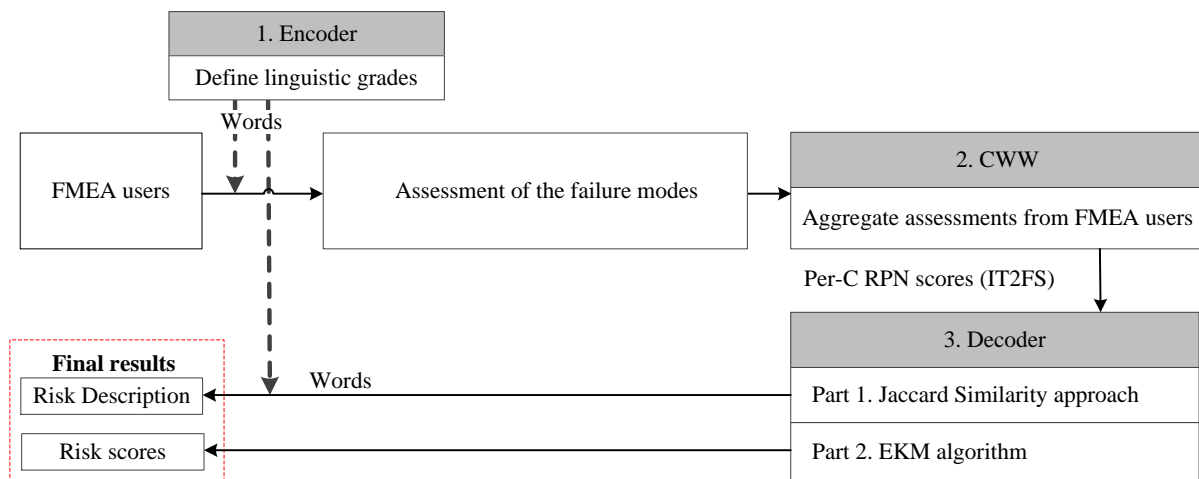 1. Encoder
Define linguistic grades
Words
FMEA users
Assessment of the failure modes
2. CWW
Aggregate assessments from FMEA users
Per-C RPN scores (IT2FS)
3. Decoder
Final results
Words
Risk Description
Part 1. Jaccard Similarity approach
Risk scores
Part 2. EKM algorithm